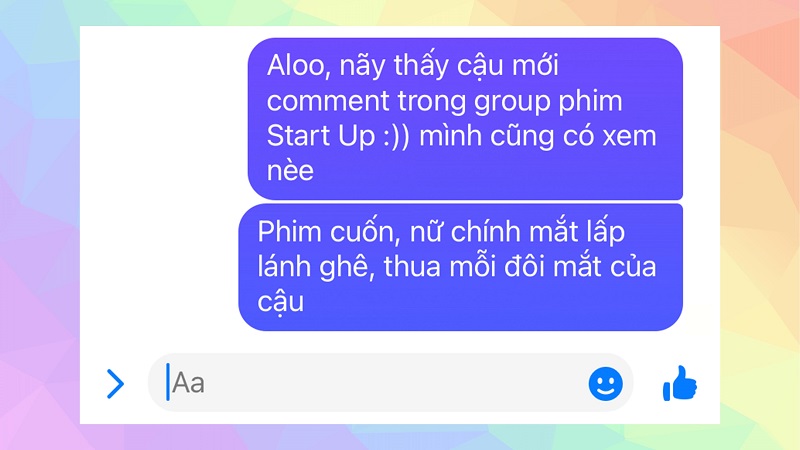 Aloo, nãy thấy cậu mới
comment trong group phim
Start Up :)) mình cũng có xem
nèe
Phim cuốn, nữ chính mắt lấp
lánh ghê, thua mỗi đôi mắt của
cậu
Aa